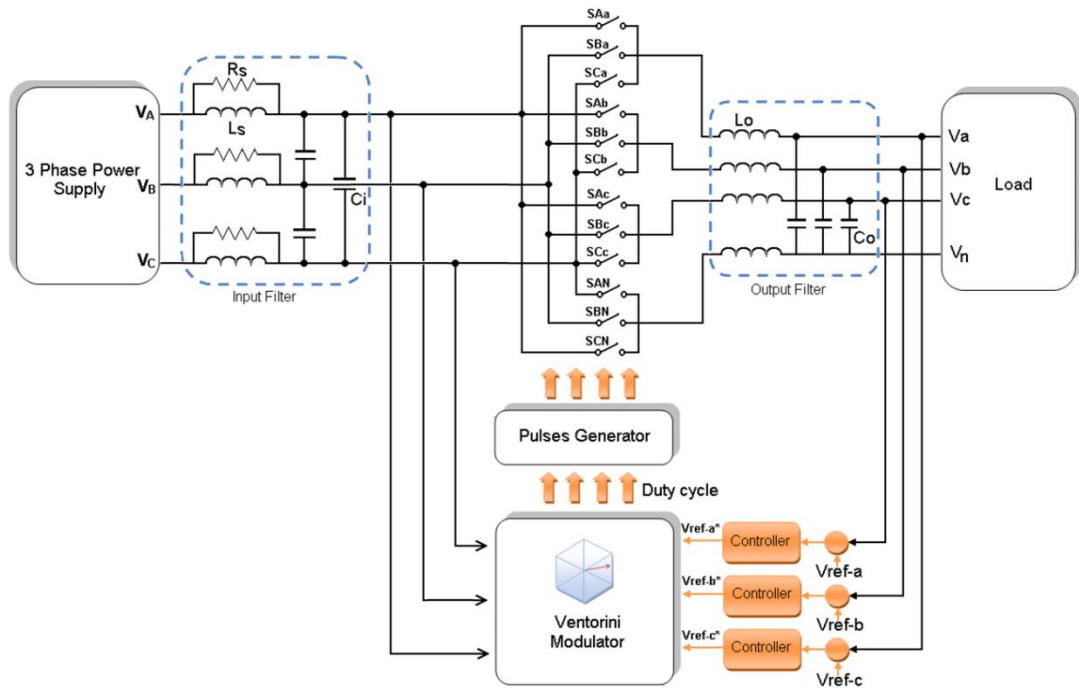 3 Phase Power
Supply
VA
VB
VC
Rs
Ls
Ci
Input Filter
SAa
SBa
SCa
SAb
SBb
SCb
SAc
SBc
SCc
SAN
SBN
SCN
Lo
Co
Output Filter
Va
Vb
Vc
Vn
Load
Pulses Generator
Duty cycle
Ventorini
Modulator
Vref-a*
Controller
Vref-a
Vref-b*
Controller
Vref-b
Vref-c*
Controller
Vref-c